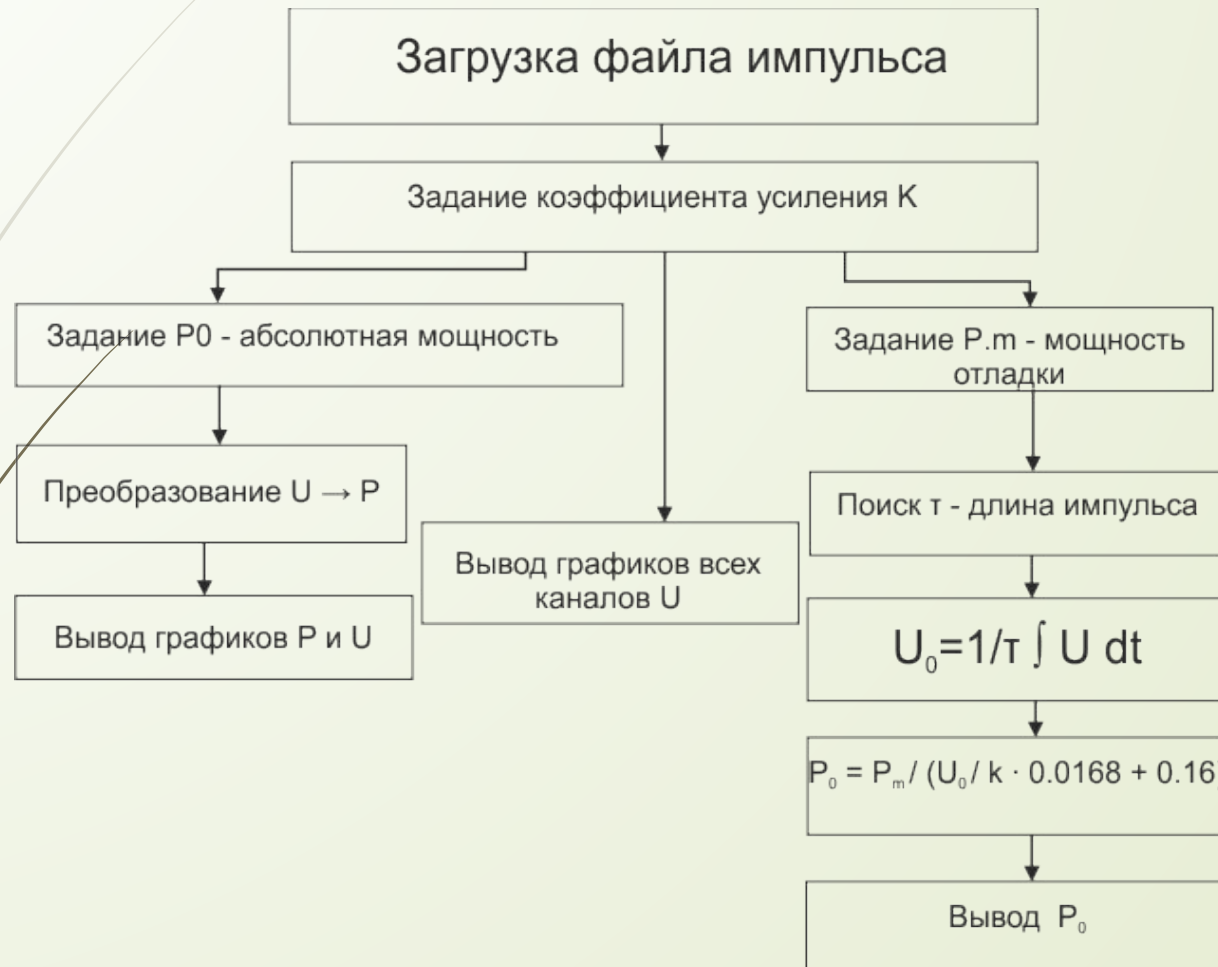 Загрузка файла импульса
Задание коэффициента усиления K
Задание P0 - абсолютная мощность
Преобразование U → P
Вывод графиков P и U
Вывод графиков всех
каналов U
Задание P.m - мощность
отладки
Поиск τ - длина импульса
U₀=1/τ ∫ U dt
P₀ = Pₘ / (U₀ / k · 0.0168 + 0.16
Вывод P₀